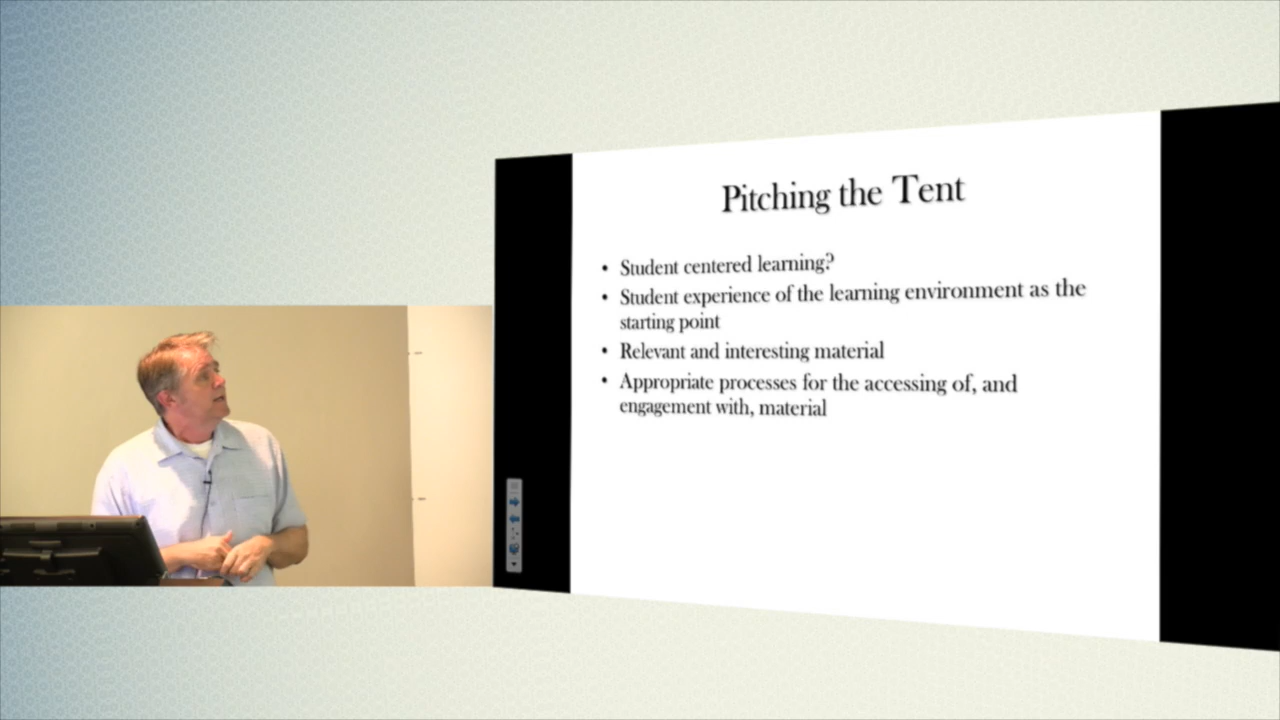 Pitching the Tent
• Student centered learning?
• Student experience of the learning environment as the
starting point
• Relevant and interesting material
• Appropriate processes for the accessing of, and
engagement with, material